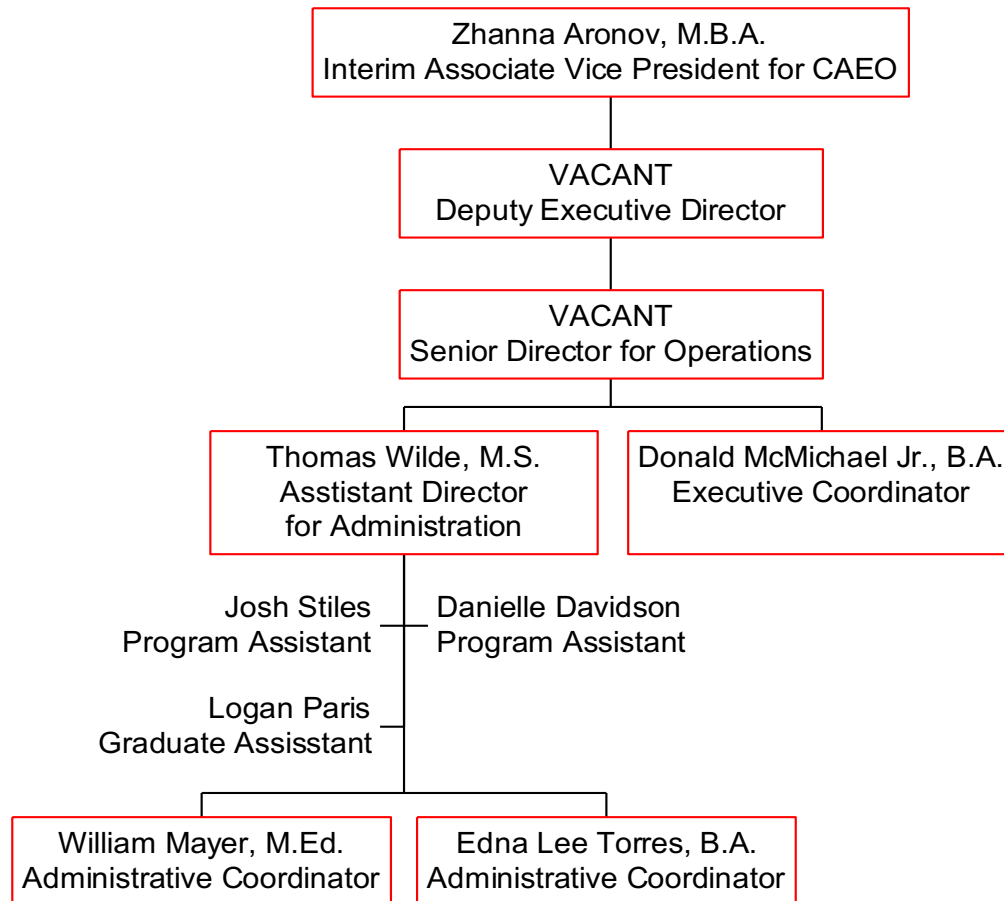 Zhanna Aronov, M.B.A.
Interim Associate Vice President for CAEO
VACANT
Deputy Executive Director
VACANT
Senior Director for Operations
Thomas Wilde, M.S.
Asstistant Director
for Administration
Donald McMichael Jr., B.A.
Executive Coordinator
Josh Stiles
Program Assistant
Danielle Davidson
Program Assistant
Logan Paris
Graduate Assisstant
William Mayer, M.Ed.
Administrative Coordinator
Edna Lee Torres, B.A.
Administrative Coordinator